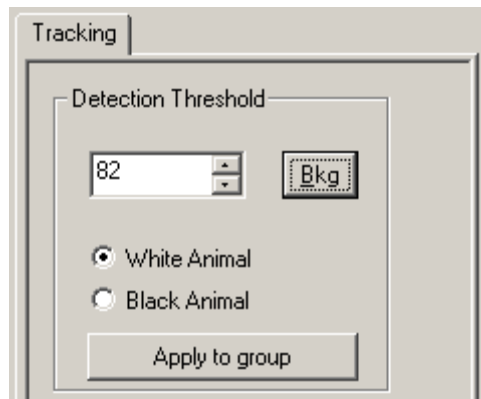 Tracking
Detection Threshold
82 Bkg
White Animal
Black Animal
Apply to group